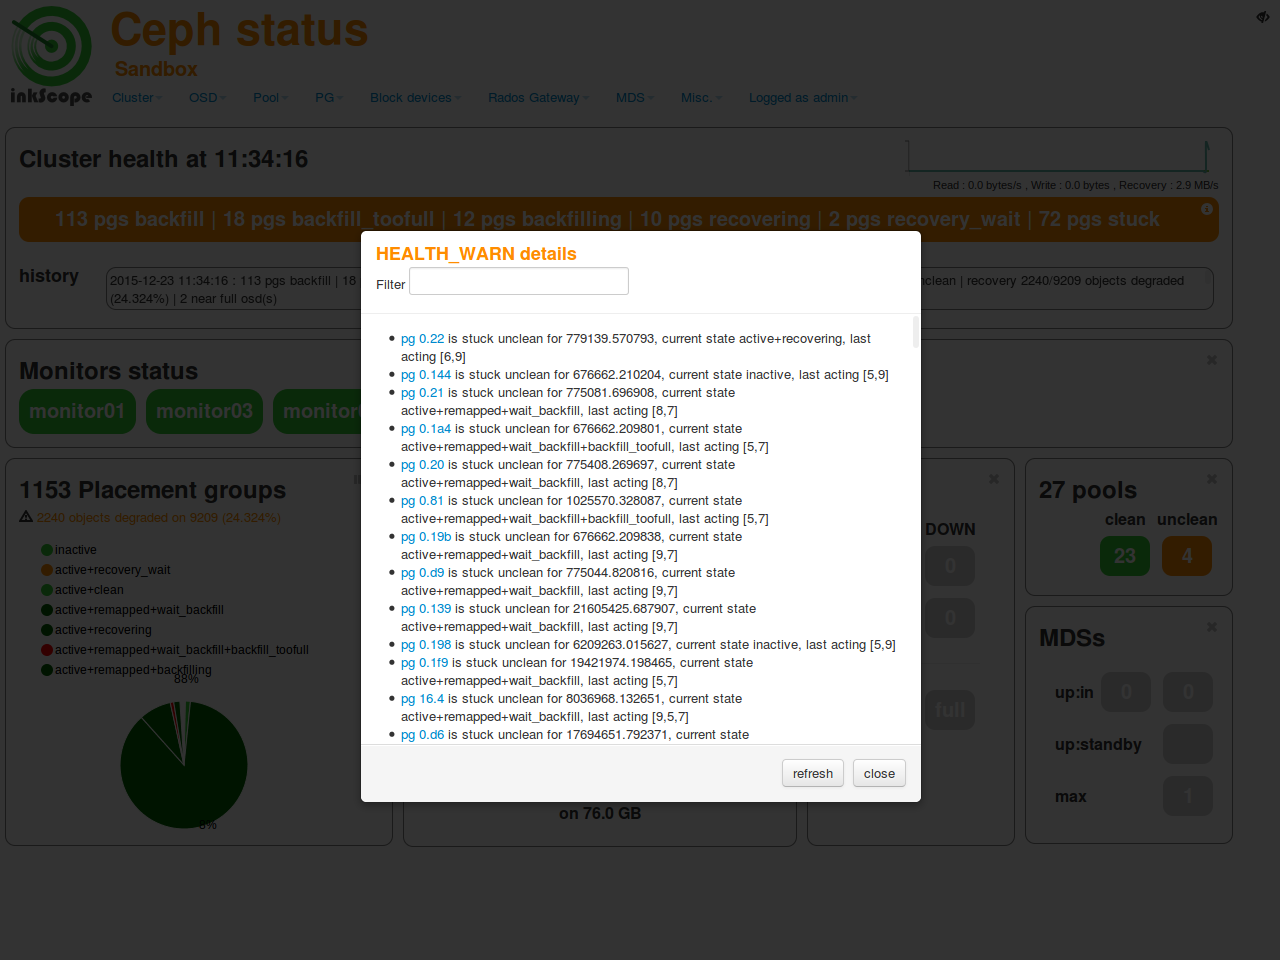 Ceph status
Sandbox
inkScope
Cluster OSD Pool PG Block devices Rados Gateway MDS Misc. Logged as admin
Cluster health at 11:34:16
Read : 0.0 bytes/s , Write : 0.0 bytes , Recovery : 2.9 MB/s
113 pgs backfill | 18 pgs backfill_toofull | 12 pgs backfilling | 10 pgs recovering | 2 pgs recovery_wait | 72 pgs stuck
history
2015-12-23 11:34:16 : 113 pgs backfill | 18
nclean | recovery 2240/9209 objects degraded
(24.324%) | 2 near full osd(s)
HEALTH_WARN details
Filter
pg 0.22 is stuck unclean for 779139.570793, current state active+recovering, last
acting [6,9]
pg 0.144 is stuck unclean for 676662.210204, current state inactive, last acting [5,9]
pg 0.21 is stuck unclean for 775081.696908, current state
active+remapped+wait_backfill, last acting [8,7]
pg 0.1a4 is stuck unclean for 676662.209801, current state
active+remapped+wait_backfill+backfill_toofull, last acting [5,7]
pg 0.20 is stuck unclean for 775408.269697, current state
active+remapped+wait_backfill, last acting [8,7]
pg 0.81 is stuck unclean for 1025570.328087, current state
active+remapped+wait_backfill+backfill_toofull, last acting [5,7]
pg 0.19b is stuck unclean for 676662.209838, current state
active+remapped+wait_backfill, last acting [9,7]
pg 0.d9 is stuck unclean for 775044.820816, current state
active+remapped+wait_backfill, last acting [9,7]
pg 0.139 is stuck unclean for 21605425.687907, current state
active+remapped+wait_backfill, last acting [9,7]
pg 0.198 is stuck unclean for 6209263.015627, current state inactive, last acting [5,9]
pg 0.1f9 is stuck unclean for 19421974.198465, current state
active+remapped+wait_backfill, last acting [5,7]
pg 16.4 is stuck unclean for 8036968.132651, current state
active+remapped+wait_backfill, last acting [9,5,7]
pg 0.d6 is stuck unclean for 17694651.792371, current state
refresh close
Monitors status
monitor01 monitor03 monitor
1153 Placement groups
2240 objects degraded on 9209 (24.324%)
inactive
active+recovery_wait
active+clean
active+remapped+wait_backfill
active+recovering
active+remapped+wait_backfill+backfill_toofull
active+remapped+backfilling
88%
8%
on 76.0 GB
DOWN
0
0
full
27 pools
clean unclean
23 4
MDSs
up:in 0 0
up:standby
max 1